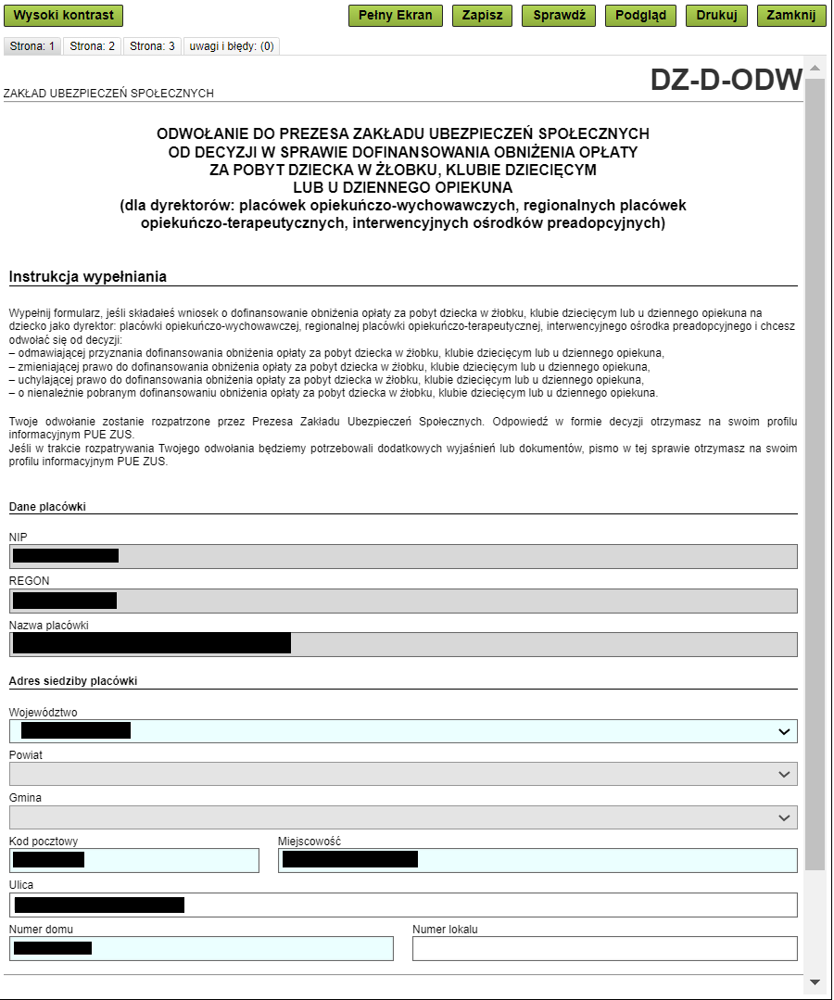 Wysoki kontrast Pełny Ekran Zapisz Sprawdź Podgląd Drukuj Zamknij
Strona: 1 Strona: 2 Strona: 3 uwagi i błędy: (0)
DZ-D-ODW
ZAKŁAD UBEZPIECZEŃ SPOŁECZNYCH
ODWOŁANIE DO PREZESA ZAKŁADU UBEZPIECZEŃ SPOŁECZNYCH
OD DECYZJI W SPRAWIE DOFINANSOWANIA OBNIŻENIA OPŁATY
ZA POBYT DZIECKA W ŻŁOBKU, KLUBIE DZIECIĘCYM
LUB U DZIENNEGO OPIEKUNA
(dla dyrektorów: placówek opiekuńczo-wychowawczych, regionalnych placówek
opiekuńczo-terapeutycznych, interwencyjnych ośrodków preadopcyjnych)
Instrukcja wypełniania
Wypełnij formularz, jeśli składałeś wniosek o dofinansowanie obniżenia opłaty za pobyt dziecka w żłobku, klubie dziecięcym lub u dziennego opiekuna na
dziecko jako dyrektor: placówki opiekuńczo-wychowawczej, regionalnej placówki opiekuńczo-terapeutycznej, interwencyjnego ośrodka preadopcyjnego i chcesz
odwołać się od decyzji:
– odmawiającej przyznania dofinansowania obniżenia opłaty za pobyt dziecka w żłobku, klubie dziecięcym lub u dziennego opiekuna,
– zmieniającej prawo do dofinansowania obniżenia opłaty za pobyt dziecka w żłobku, klubie dziecięcym lub u dziennego opiekuna,
– uchylającej prawo do dofinansowania obniżenia opłaty za pobyt dziecka w żłobku, klubie dziecięcym lub u dziennego opiekuna,
– o nienależnie pobranym dofinansowaniu obniżenia opłaty za pobyt dziecka w żłobku, klubie dziecięcym lub u dziennego opiekuna.
Twoje odwołanie zostanie rozpatrzone przez Prezesa Zakładu Ubezpieczeń Społecznych. Odpowiedź w formie decyzji otrzymasz na swoim profilu
informacyjnym PUE ZUS.
Jeśli w trakcie rozpatrywania Twojego odwołania będziemy potrzebowali dodatkowych wyjaśnień lub dokumentów, pismo w tej sprawie otrzymasz na swoim
profilu informacyjnym PUE ZUS.
Dane placówki
NIP
REGON
Nazwa placówki
Adres siedziby placówki
Województwo
Powiat
Gmina
Kod pocztowy Miejscowość
Ulica
Numer domu Numer lokalu